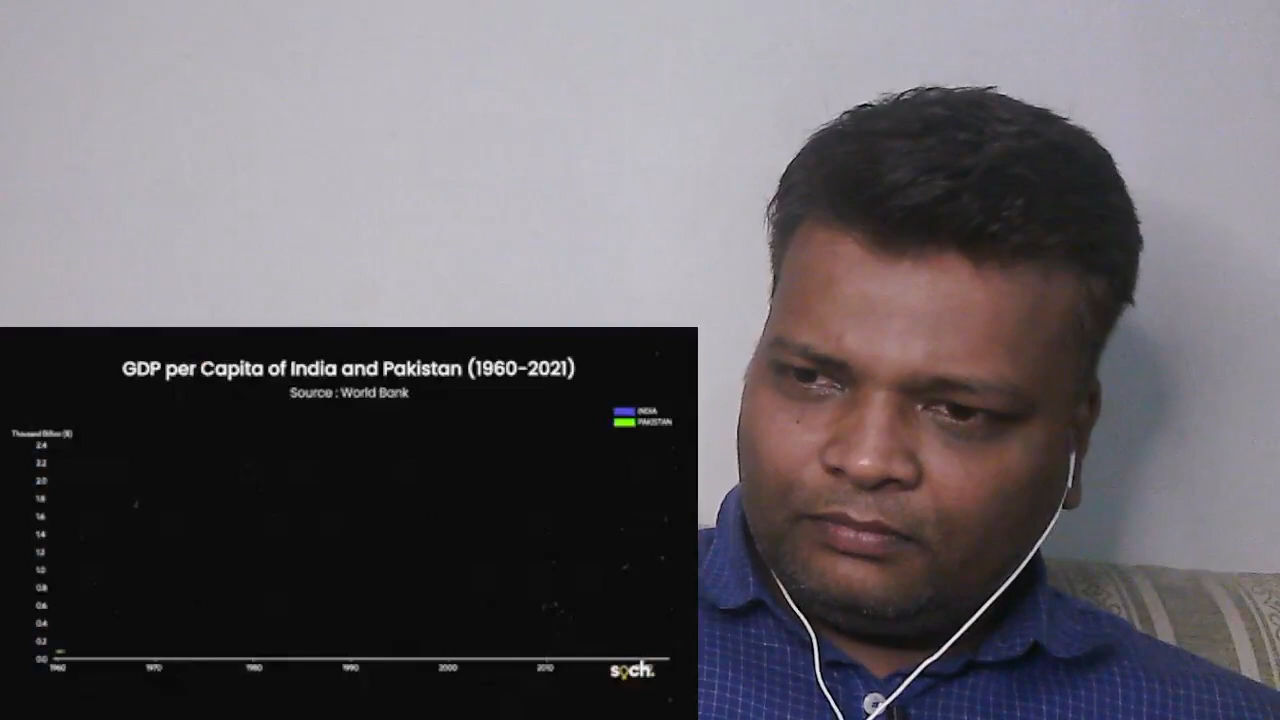 GDP per Capita of India and Pakistan (1960-2021)
Source : World Bank
INDIA
PAKISTAN
Thousand Billion ($)
2.4
2.2
2.0
1.8
1.6
1.4
1.2
1.0
0.8
0.6
0.4
0.2
0.0
1960 1970 1980 1990 2000 2010
soch.